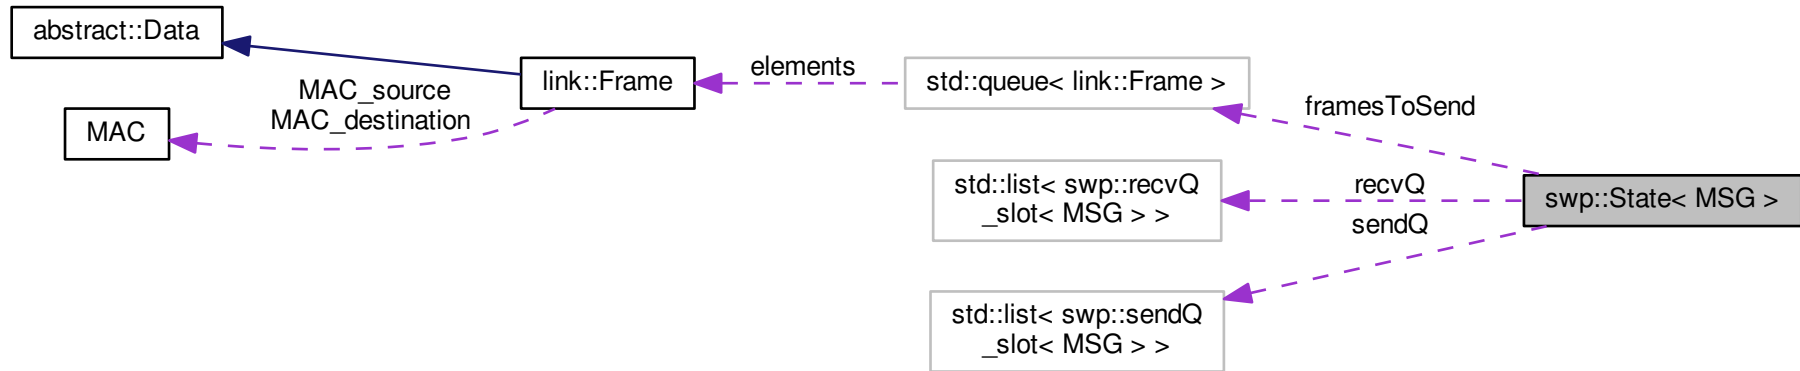 abstract::Data
MAC_source
MAC_destination
MAC
link::Frame
elements
std::queue< link::Frame >
framesToSend
std::list< swp::recvQ
_slot< MSG > >
recvQ
sendQ
swp::State< MSG >
std::list< swp::sendQ
_slot< MSG > >